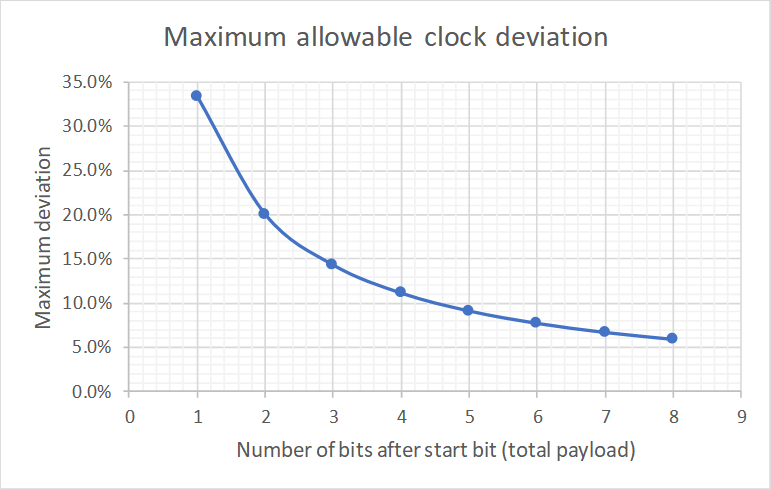 Maximum allowable clock deviation
Maximum deviation
35.0%
30.0%
25.0%
20.0%
15.0%
10.0%
5.0%
0.0%
0 1 2 3 4 5 6 7 8 9
Number of bits after start bit (total payload)